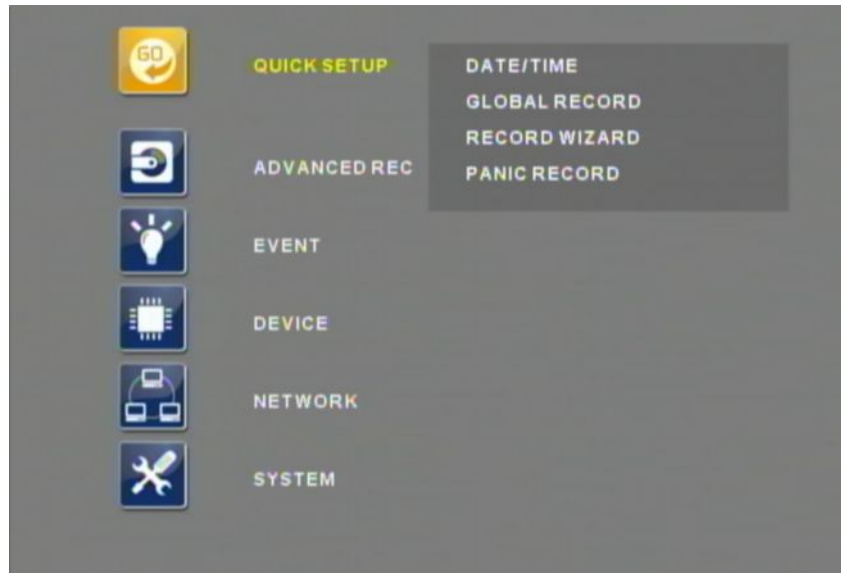 GO
QUICK SETUP
DATE/TIME
GLOBAL RECORD
RECORD WIZARD
PANIC RECORD
ADVANCED REC
EVENT
DEVICE
NETWORK
SYSTEM